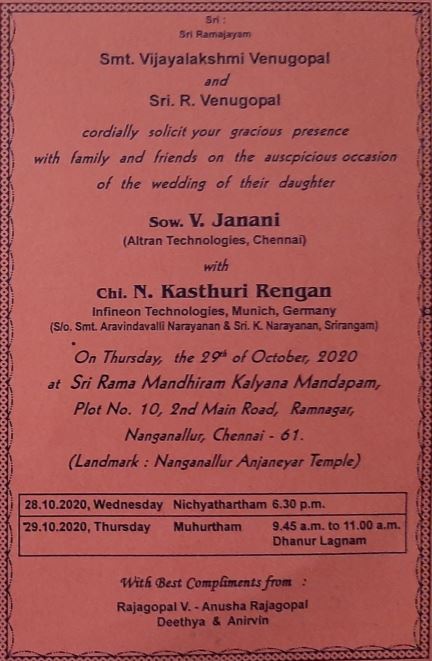 Sri :
Sri Ramajayam
Smt. Vijayalakshmi Venugopal
and
Sri. R. Venugopal
cordially solicit your gracious presence
with family and friends on the auscpicious occasion
of the wedding of their daughter
Sow. V. Janani
(Altran Technologies, Chennai)
with
Chi. N. Kasthuri Rengan
Infineon Technologies, Munich, Germany
(S/o. Smt. Aravindavalli Narayanan & Sri. K. Narayanan, Srirangam)
On Thursday, the 29th of October, 2020
at Sri Rama Mandhiram Kalyana Mandapam,
Plot No. 10, 2nd Main Road, Ramnagar,
Nanganallur, Chennai - 61.
(Landmark : Nanganallur Anjaneyar Temple)
28.10.2020, Wednesday Nichyathartham 6.30 p.m.
29.10.2020, Thursday Muhurtham 9.45 a.m. to 11.00 a.m.
Dhanur Lagnam
With Best Compliments from :
Rajagopal V. - Anusha Rajagopal
Deethya & Anirvin